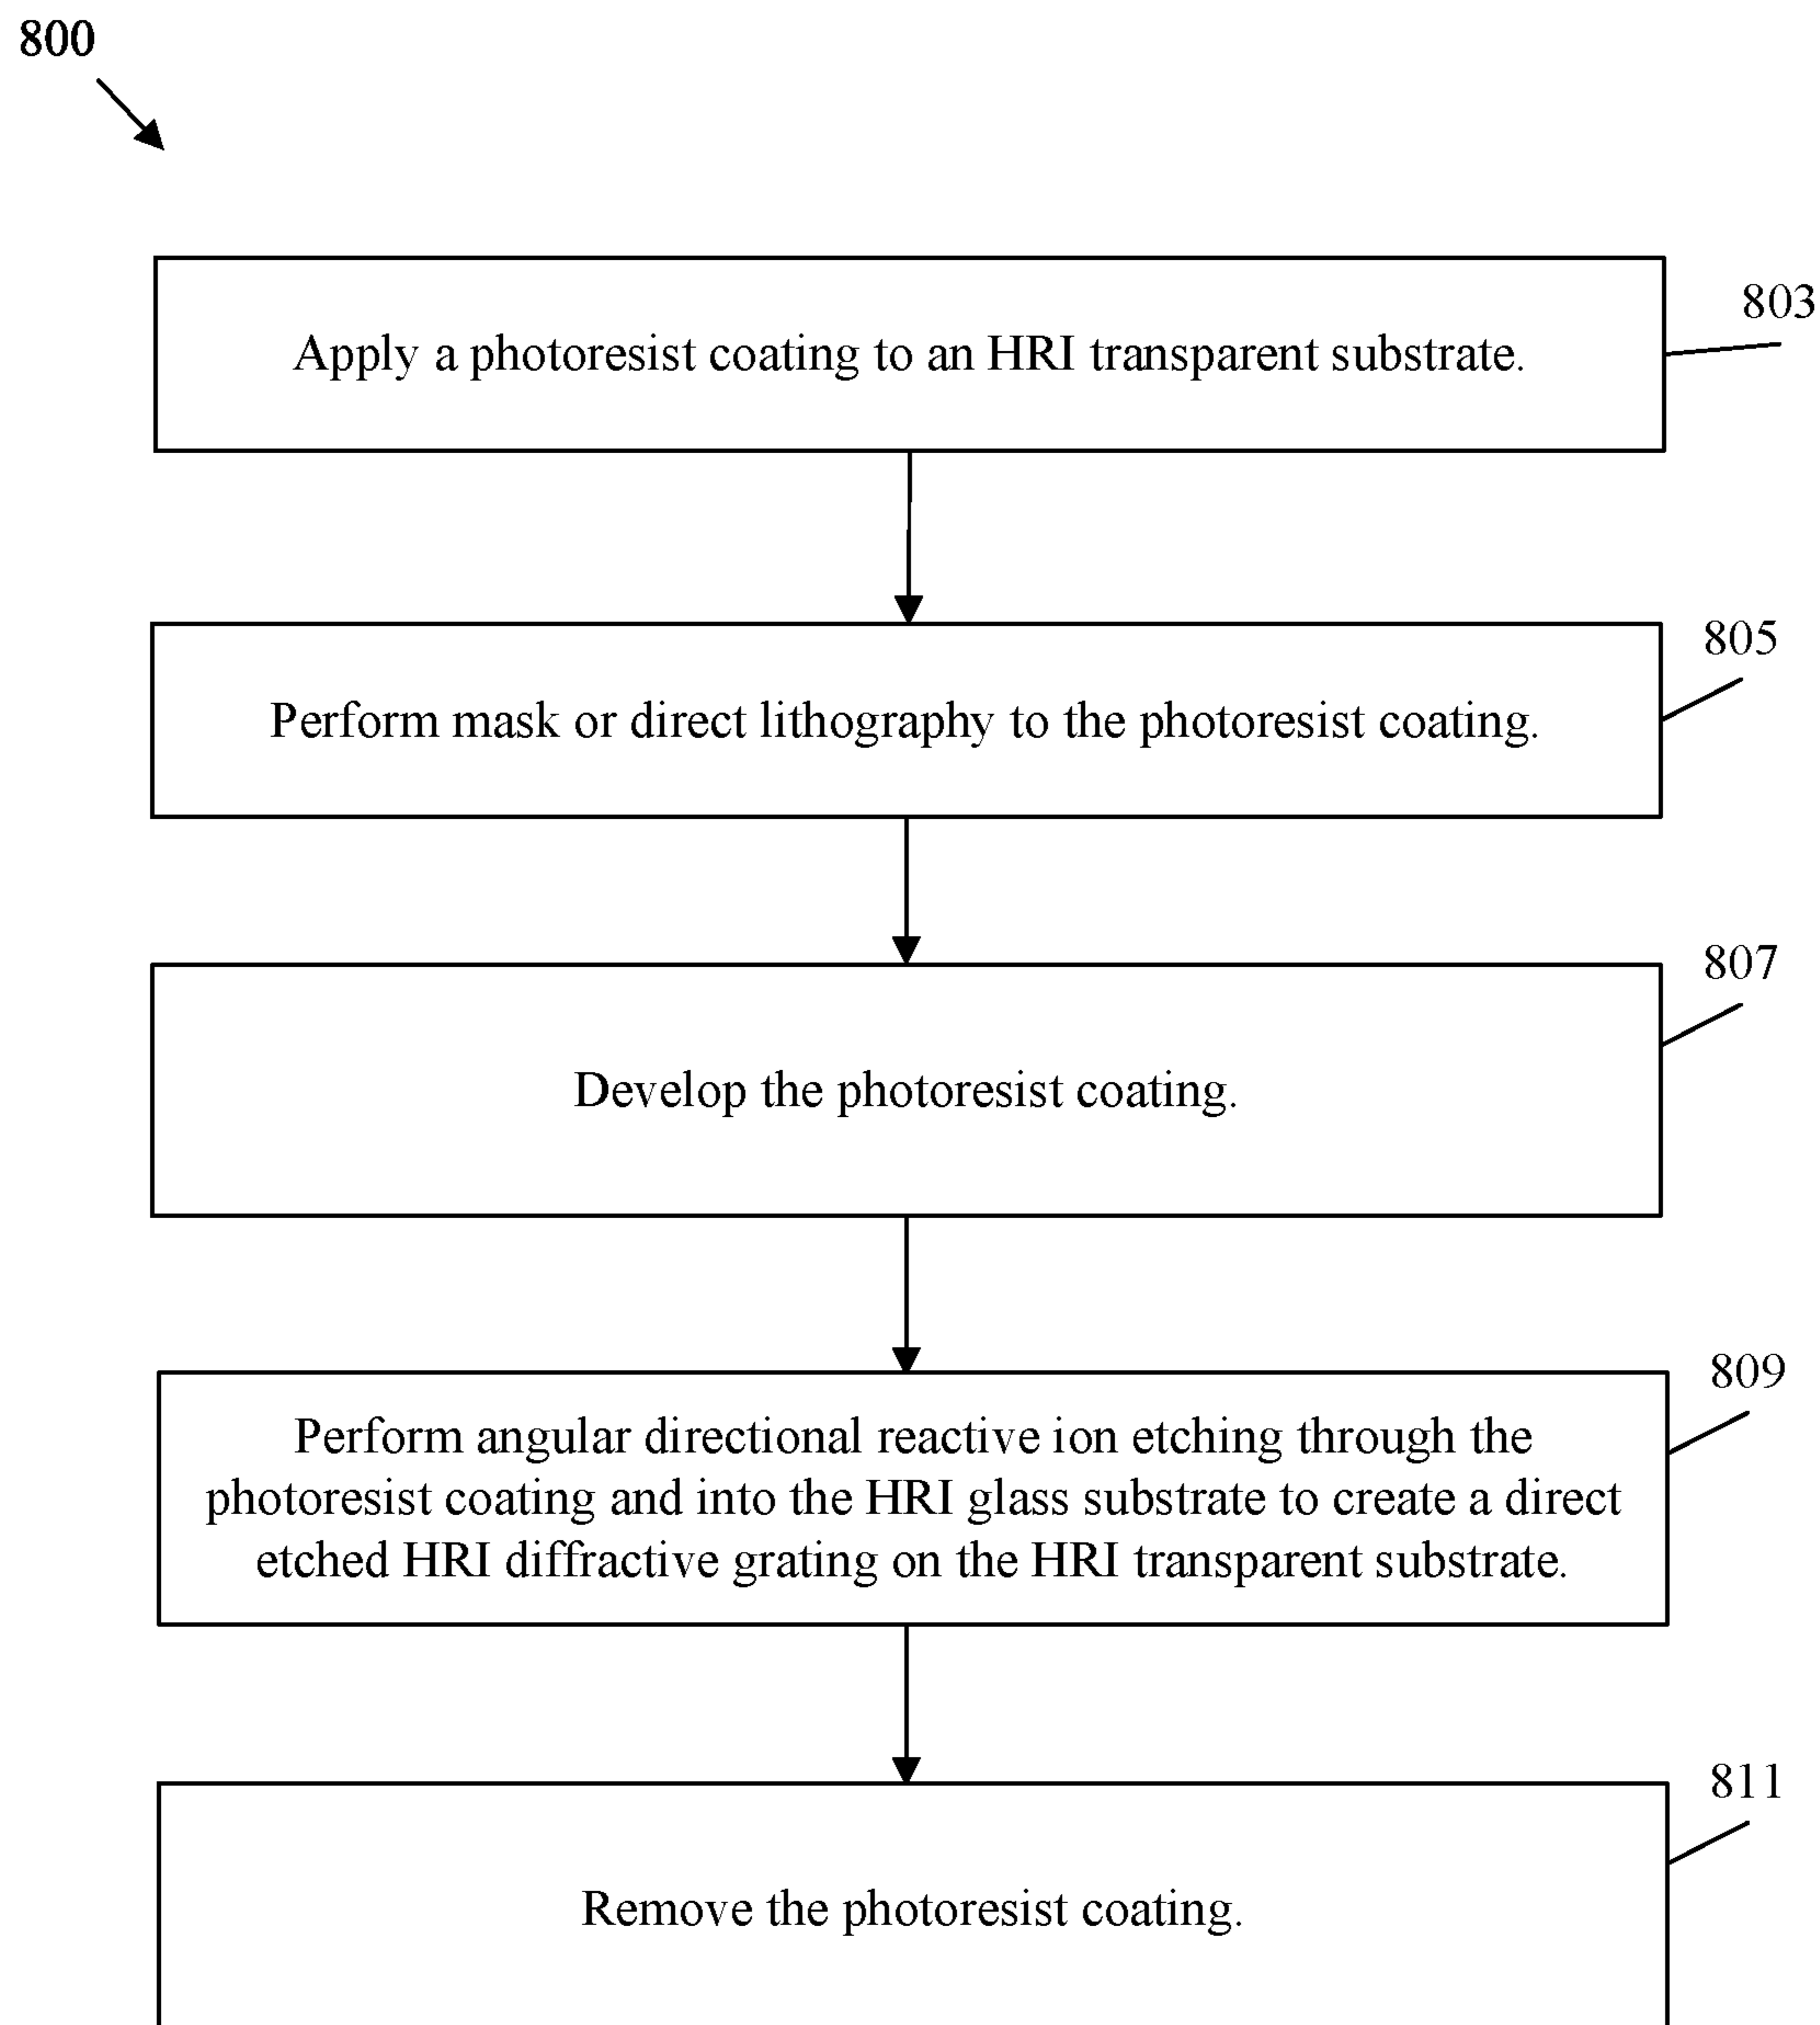 800
803
Apply a photoresist coating to an HRI transparent substrate.
805
Perform mask or direct lithography to the photoresist coating.
807
Develop the photoresist coating.
809
Perform angular directional reactive ion etching through the
photoresist coating and into the HRI glass substrate to create a direct
etched HRI diffractive grating on the HRI transparent substrate.
811
Remove the photoresist coating.